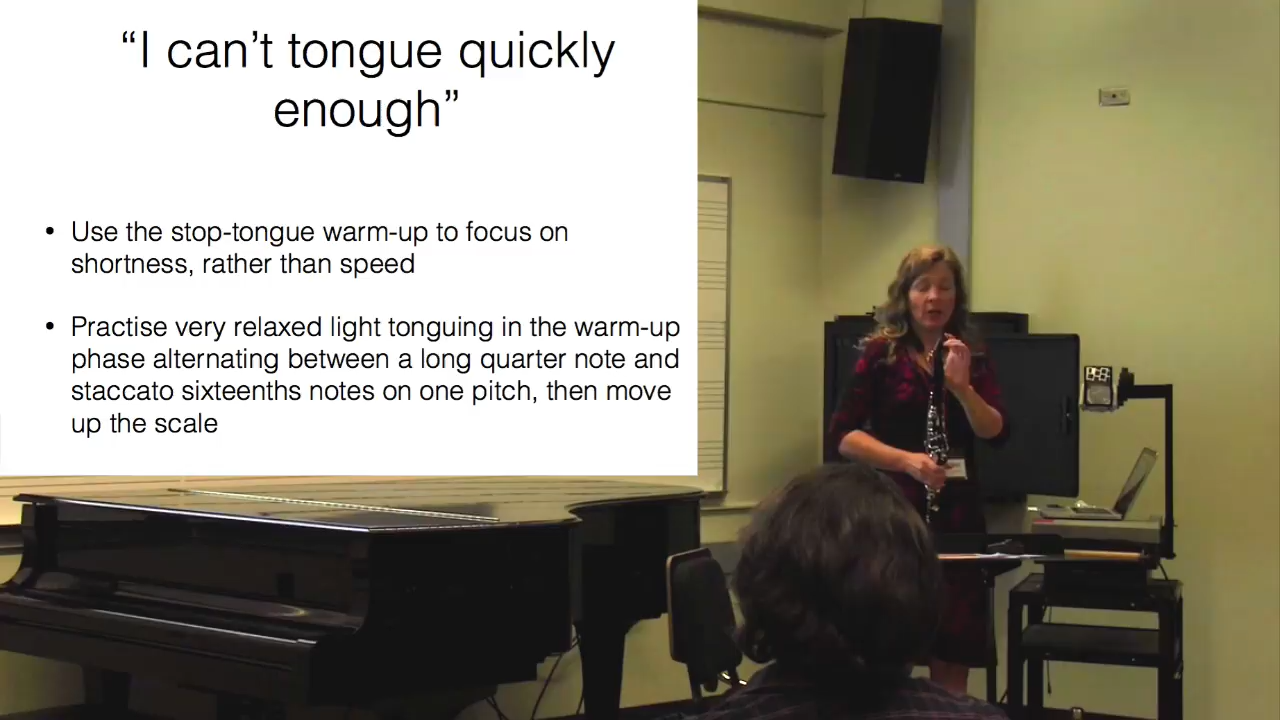 “I can’t tongue quickly
enough”
• Use the stop-tongue warm-up to focus on
shortness, rather than speed
• Practise very relaxed light tonguing in the warm-up
phase alternating between a long quarter note and
staccato sixteenths notes on one pitch, then move
up the scale